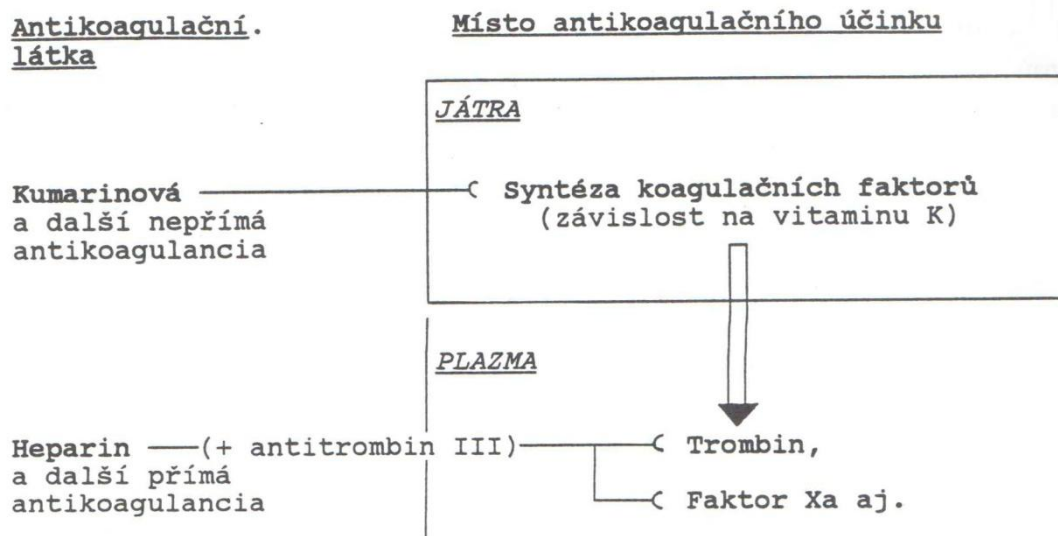 Antikoagulační.
látka
Místo antikoagulačního účinku
JÁTRA
Kumarinová
a další nepřímá
antikoagulancia
Syntéza koagulačních faktorů
(závislost na vitaminu K)
PLAZMA
Heparin (+ antitrombin III) Trombin,
a další přímá
antikoagulancia
Faktor Xa aj.